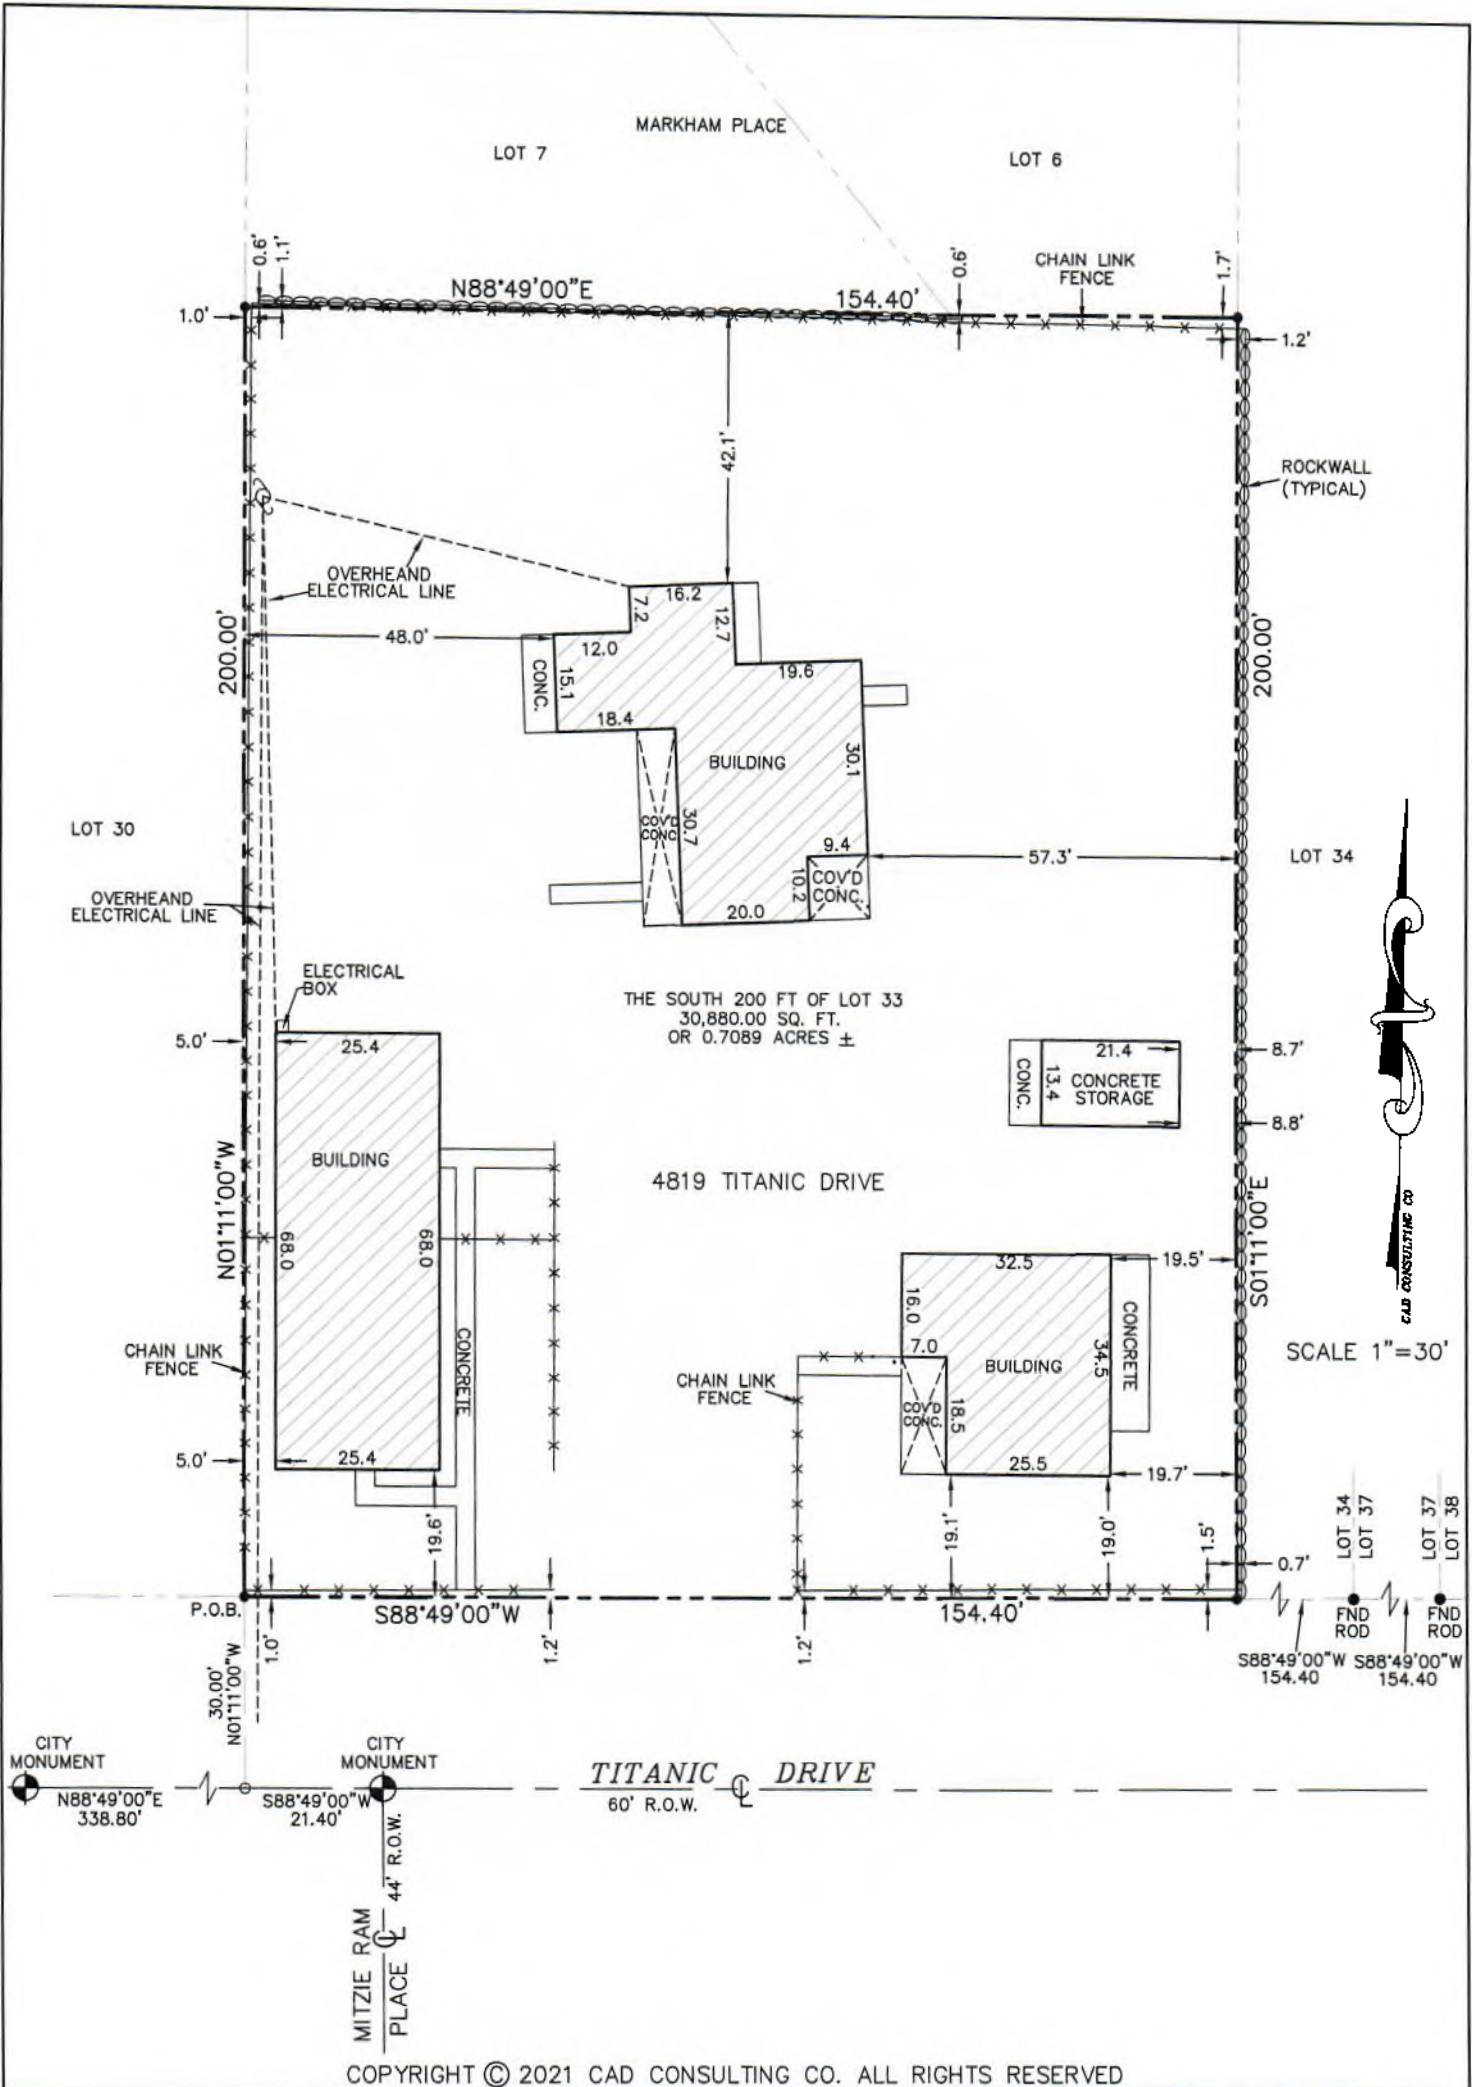 MARKHAM PLACE
LOT 7
LOT 6
0.6'
1.1'
N88°49'00"E
154.40'
0.6'
CHAIN LINK
FENCE
1.7'
1.0'
1.2'
42.1'
ROCKWALL
(TYPICAL)
OVERHEAND
ELECTRICAL LINE
16.2
7.2
12.7
200.00'
48.0'
12.0
CONC.
15.1
19.6
200.00'
18.4
BUILDING
30.1
COV'D
CONC
30.7
LOT 30
9.4
57.3'
LOT 34
10.2
COV'D
CONC.
20.0
OVERHEAND
ELECTRICAL LINE
ELECTRICAL
BOX
THE SOUTH 200 FT OF LOT 33
30,880.00 SQ. FT.
OR 0.7089 ACRES ±
5.0'
25.4
21.4
8.7'
CONC.
13.4
CONCRETE
STORAGE
8.8'
BUILDING
4819 TITANIC DRIVE
N01°11'00"W
68.0
68.0
32.5
19.5'
S01°11'00"E
CAD CONSULTING CO
16.0
7.0
BUILDING
34.5
CONCRETE
SCALE 1"=30'
CHAIN LINK
FENCE
CONCRETE
CHAIN LINK
FENCE
COV'D
CONC.
18.5
5.0'
25.4
25.5
19.7'
19.6'
19.1'
19.0'
1.5'
0.7'
LOT 34
LOT 37
LOT 37
LOT 38
P.O.B.
S88°49'00"W
154.40'
FND
ROD
FND
ROD
1.0'
1.2'
1.2'
S88°49'00"W
154.40
S88°49'00"W
154.40
30.00'
N01°11'00"W
CITY
MONUMENT
CITY
MONUMENT
TITANIC DRIVE
N88°49'00"E
338.80'
S88°49'00"W
21.40'
60' R.O.W.
44' R.O.W.
MITZIE RAM
PLACE
COPYRIGHT © 2021 CAD CONSULTING CO. ALL RIGHTS RESERVED